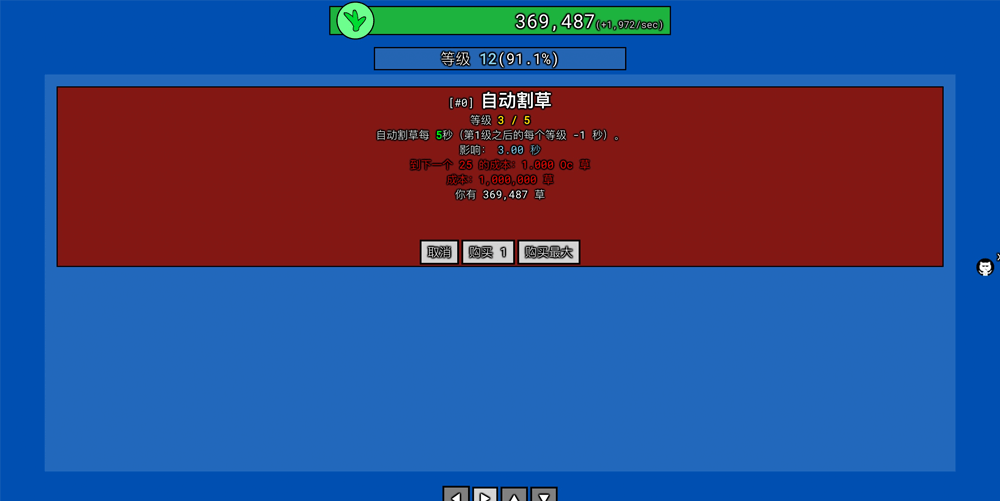 369,487(+1,972/sec)
等级 12(91.1%)
[#0] 自动割草
等级 3 / 5
自动割草每 5秒（第1级之后的每个等级 -1 秒）。
影响： 3.00 秒
到下一个 25 的成本: 1.000 Oc 草
成本: 1,000,000 草
你有 369,487 草
取消 购买 1 购买最大